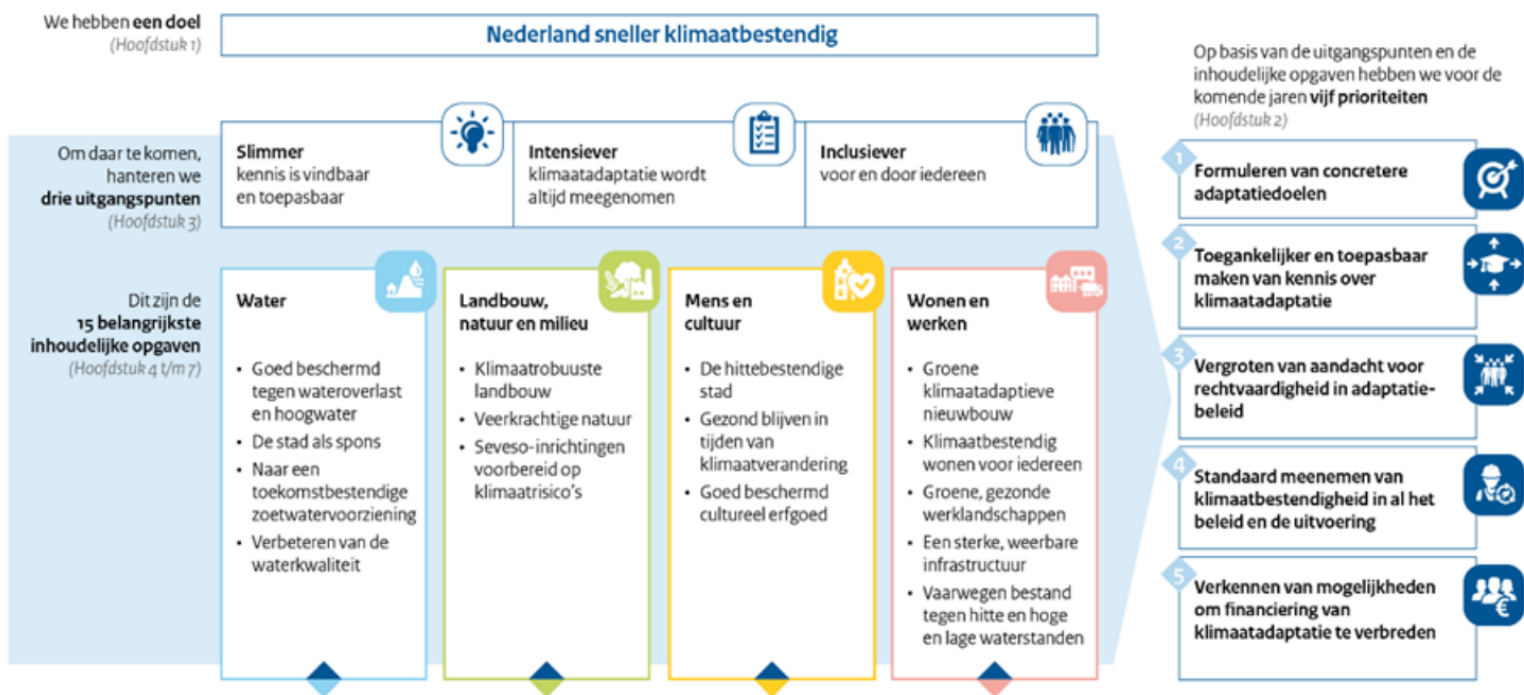 We hebben een doel
(Hoofdstuk 1)
Nederland sneller klimaatbestendig
Om daar te komen,
hanteren we
drie uitgangspunten
(Hoofdstuk 3)
Slimmer
kennis is vindbaar
en toepasbaar
Intensiever
klimaatadaptatie wordt
altijd meegenomen
Inclusiever
voor en door iedereen
Dit zijn de
15 belangrijkste
inhoudelijke opgaven
(Hoofdstuk 4 t/m 7)
Water
• Goed beschermd
tegen wateroverlast
en hoogwater
• De stad als spons
• Naar een
toekomstbestendige
zoetwatervoorziening
• Verbeteren van de
waterkwaliteit
Landbouw,
natuur en milieu
• Klimaatrobuuste
landbouw
• Veerkrachtige natuur
• Seveso-inrichtingen
voorbereid op
klimaatrisico's
Mens en
cultuur
• De hittebestendige
stad
• Gezond blijven in
tijden van
klimaatverandering
• Goed beschermd
cultureel erfgoed
Wonen en
werken
• Groene
klimaatadaptieve
nieuwbouw
• Klimaatbestendig
wonen voor iedereen
• Groene, gezonde
werklandschappen
• Een sterke, weerbare
infrastructuur
• Vaarwegen bestand
tegen hitte en hoge
en lage waterstanden
Op basis van de uitgangspunten en de
inhoudelijke opgaven hebben we voor de
komende jaren vijf prioriteiten
(Hoofdstuk 2)
1
Formuleren van concretere
adaptatiedoelen
2
Toegankelijker en toepasbaar
maken van kennis over
klimaatadaptatie
3
Vergroten van aandacht voor
rechtvaardigheid in adaptatie-
beleid
4
Standaard meenemen van
klimaatbestendigheid in al het
beleid en de uitvoering
5
Verkennen van mogelijkheden
om financiering van
klimaatadaptatie te verbreden
€